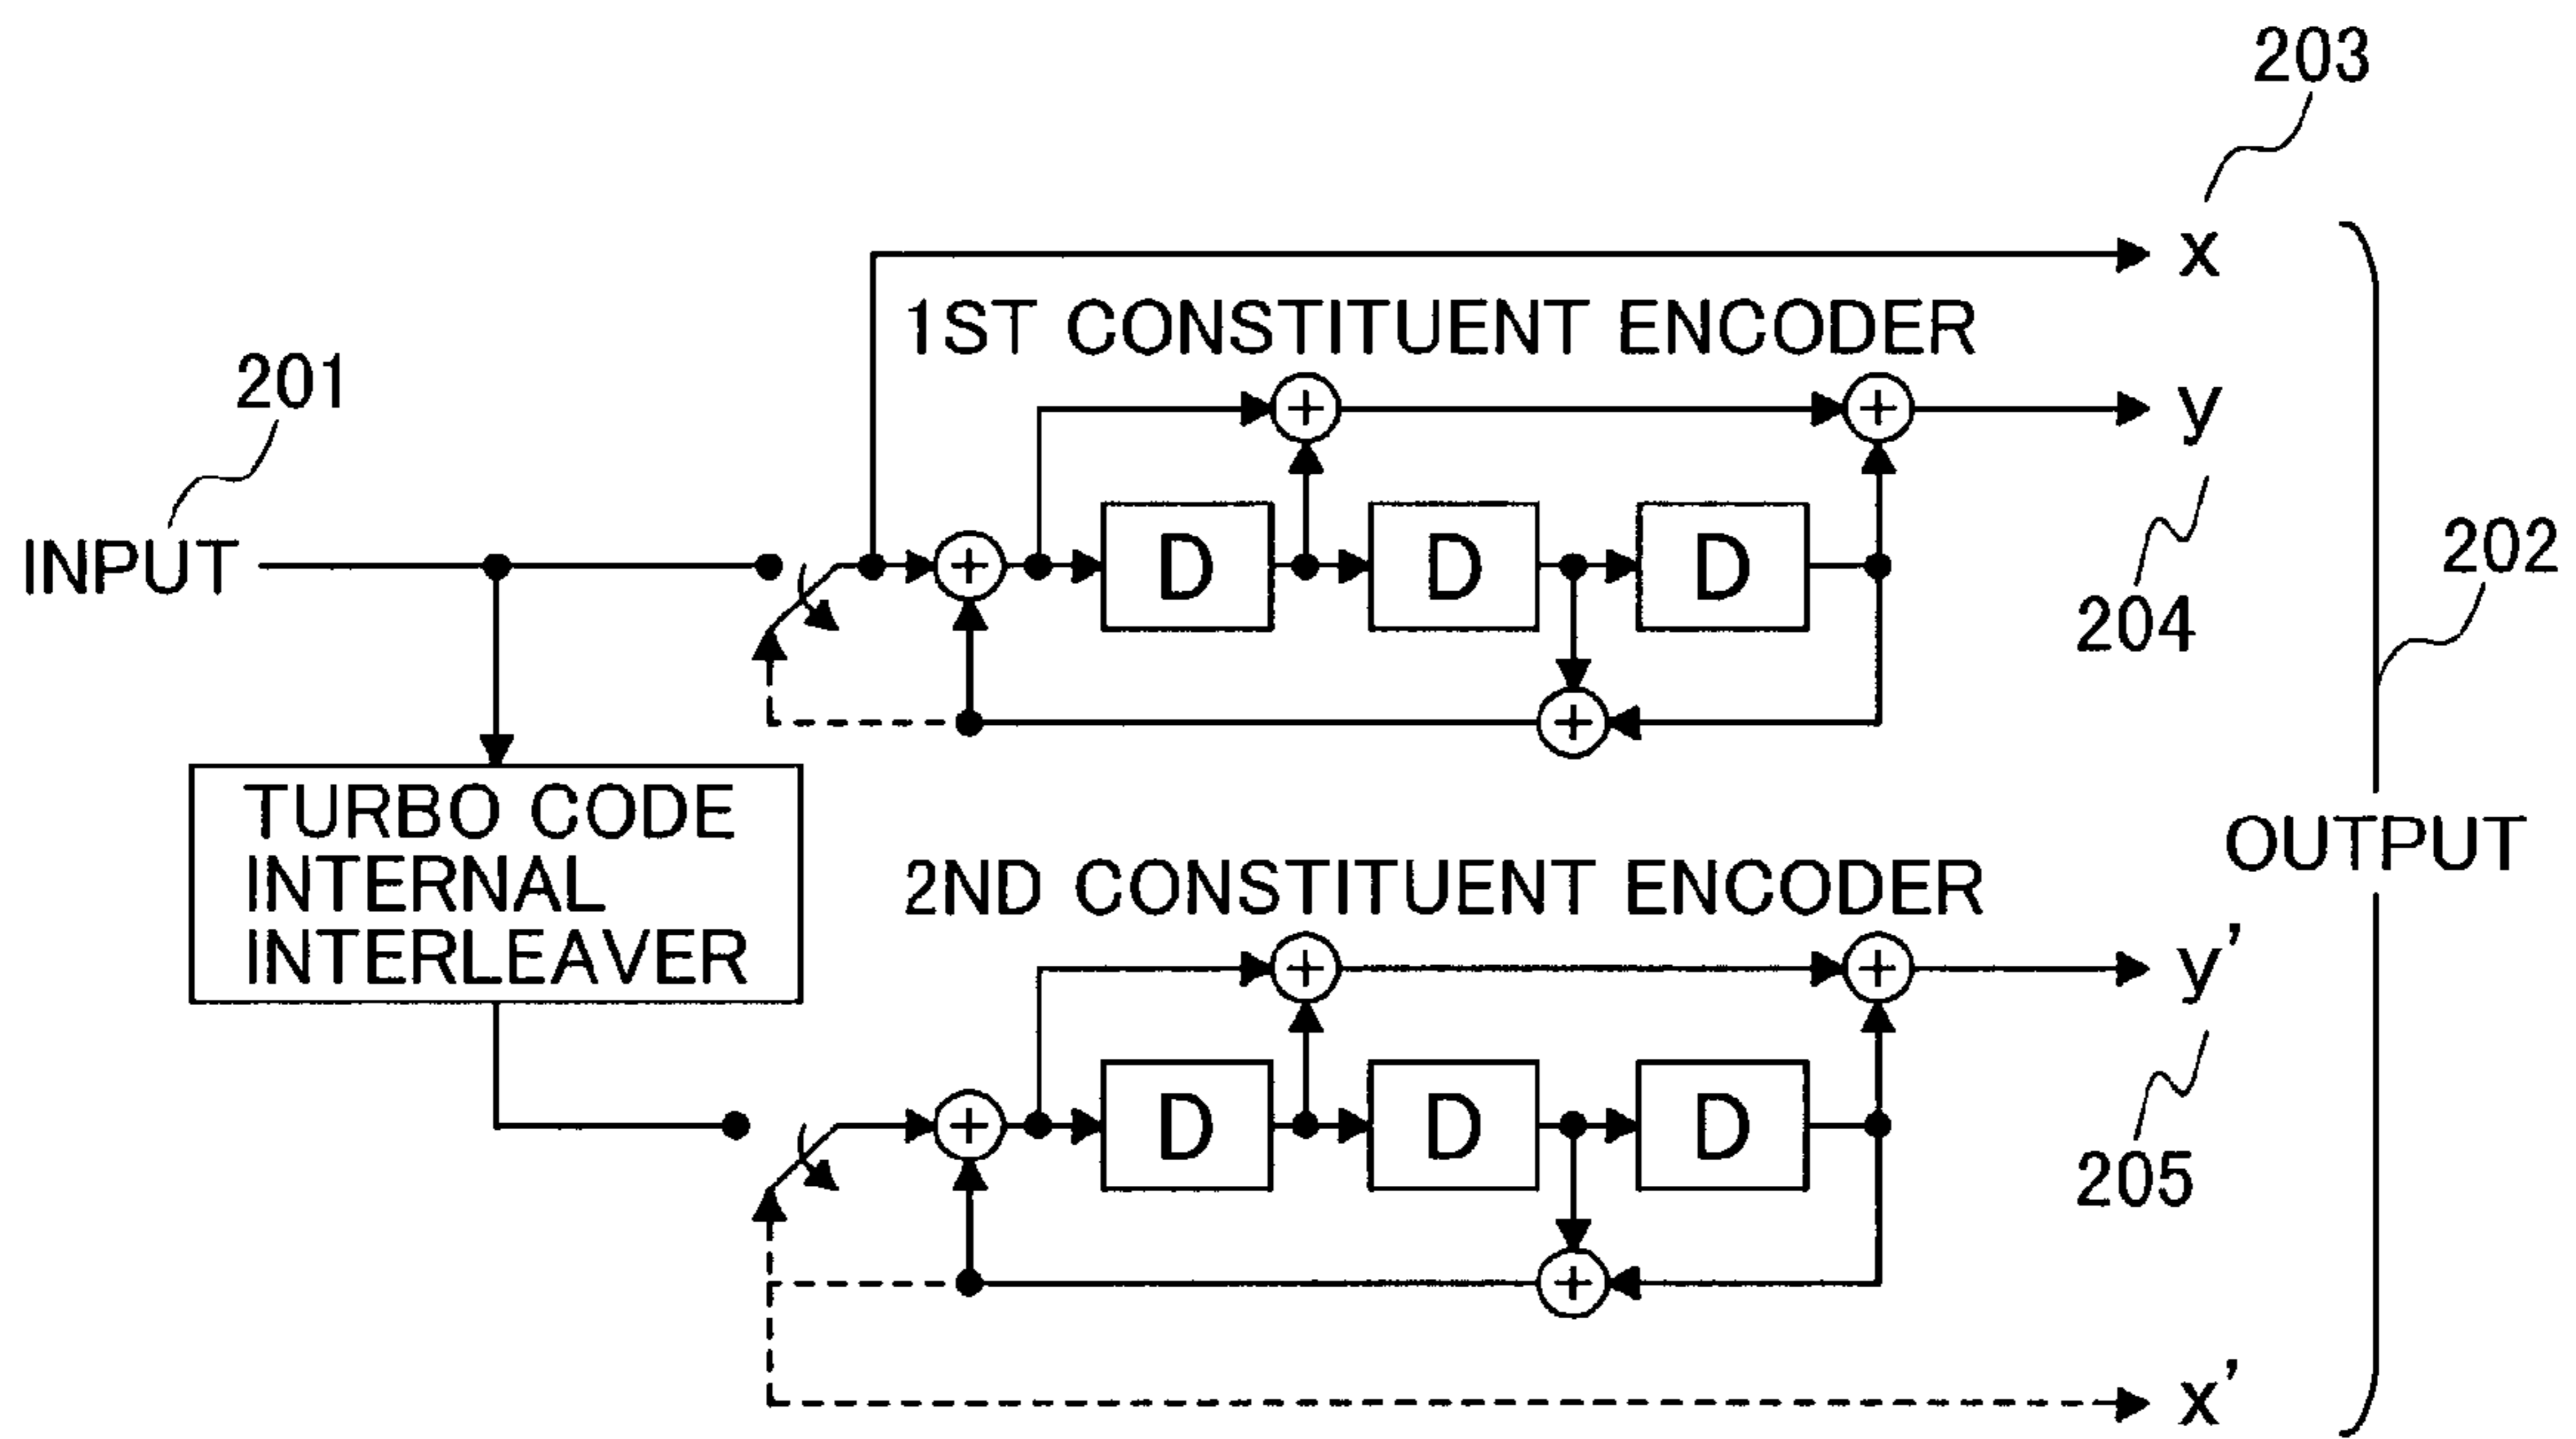 203
x
1ST CONSTITUENT ENCODER
201
y
INPUT
D D D
202
204
TURBO CODE
INTERNAL
INTERLEAVER
OUTPUT
2ND CONSTITUENT ENCODER
y'
D D D
205
x'